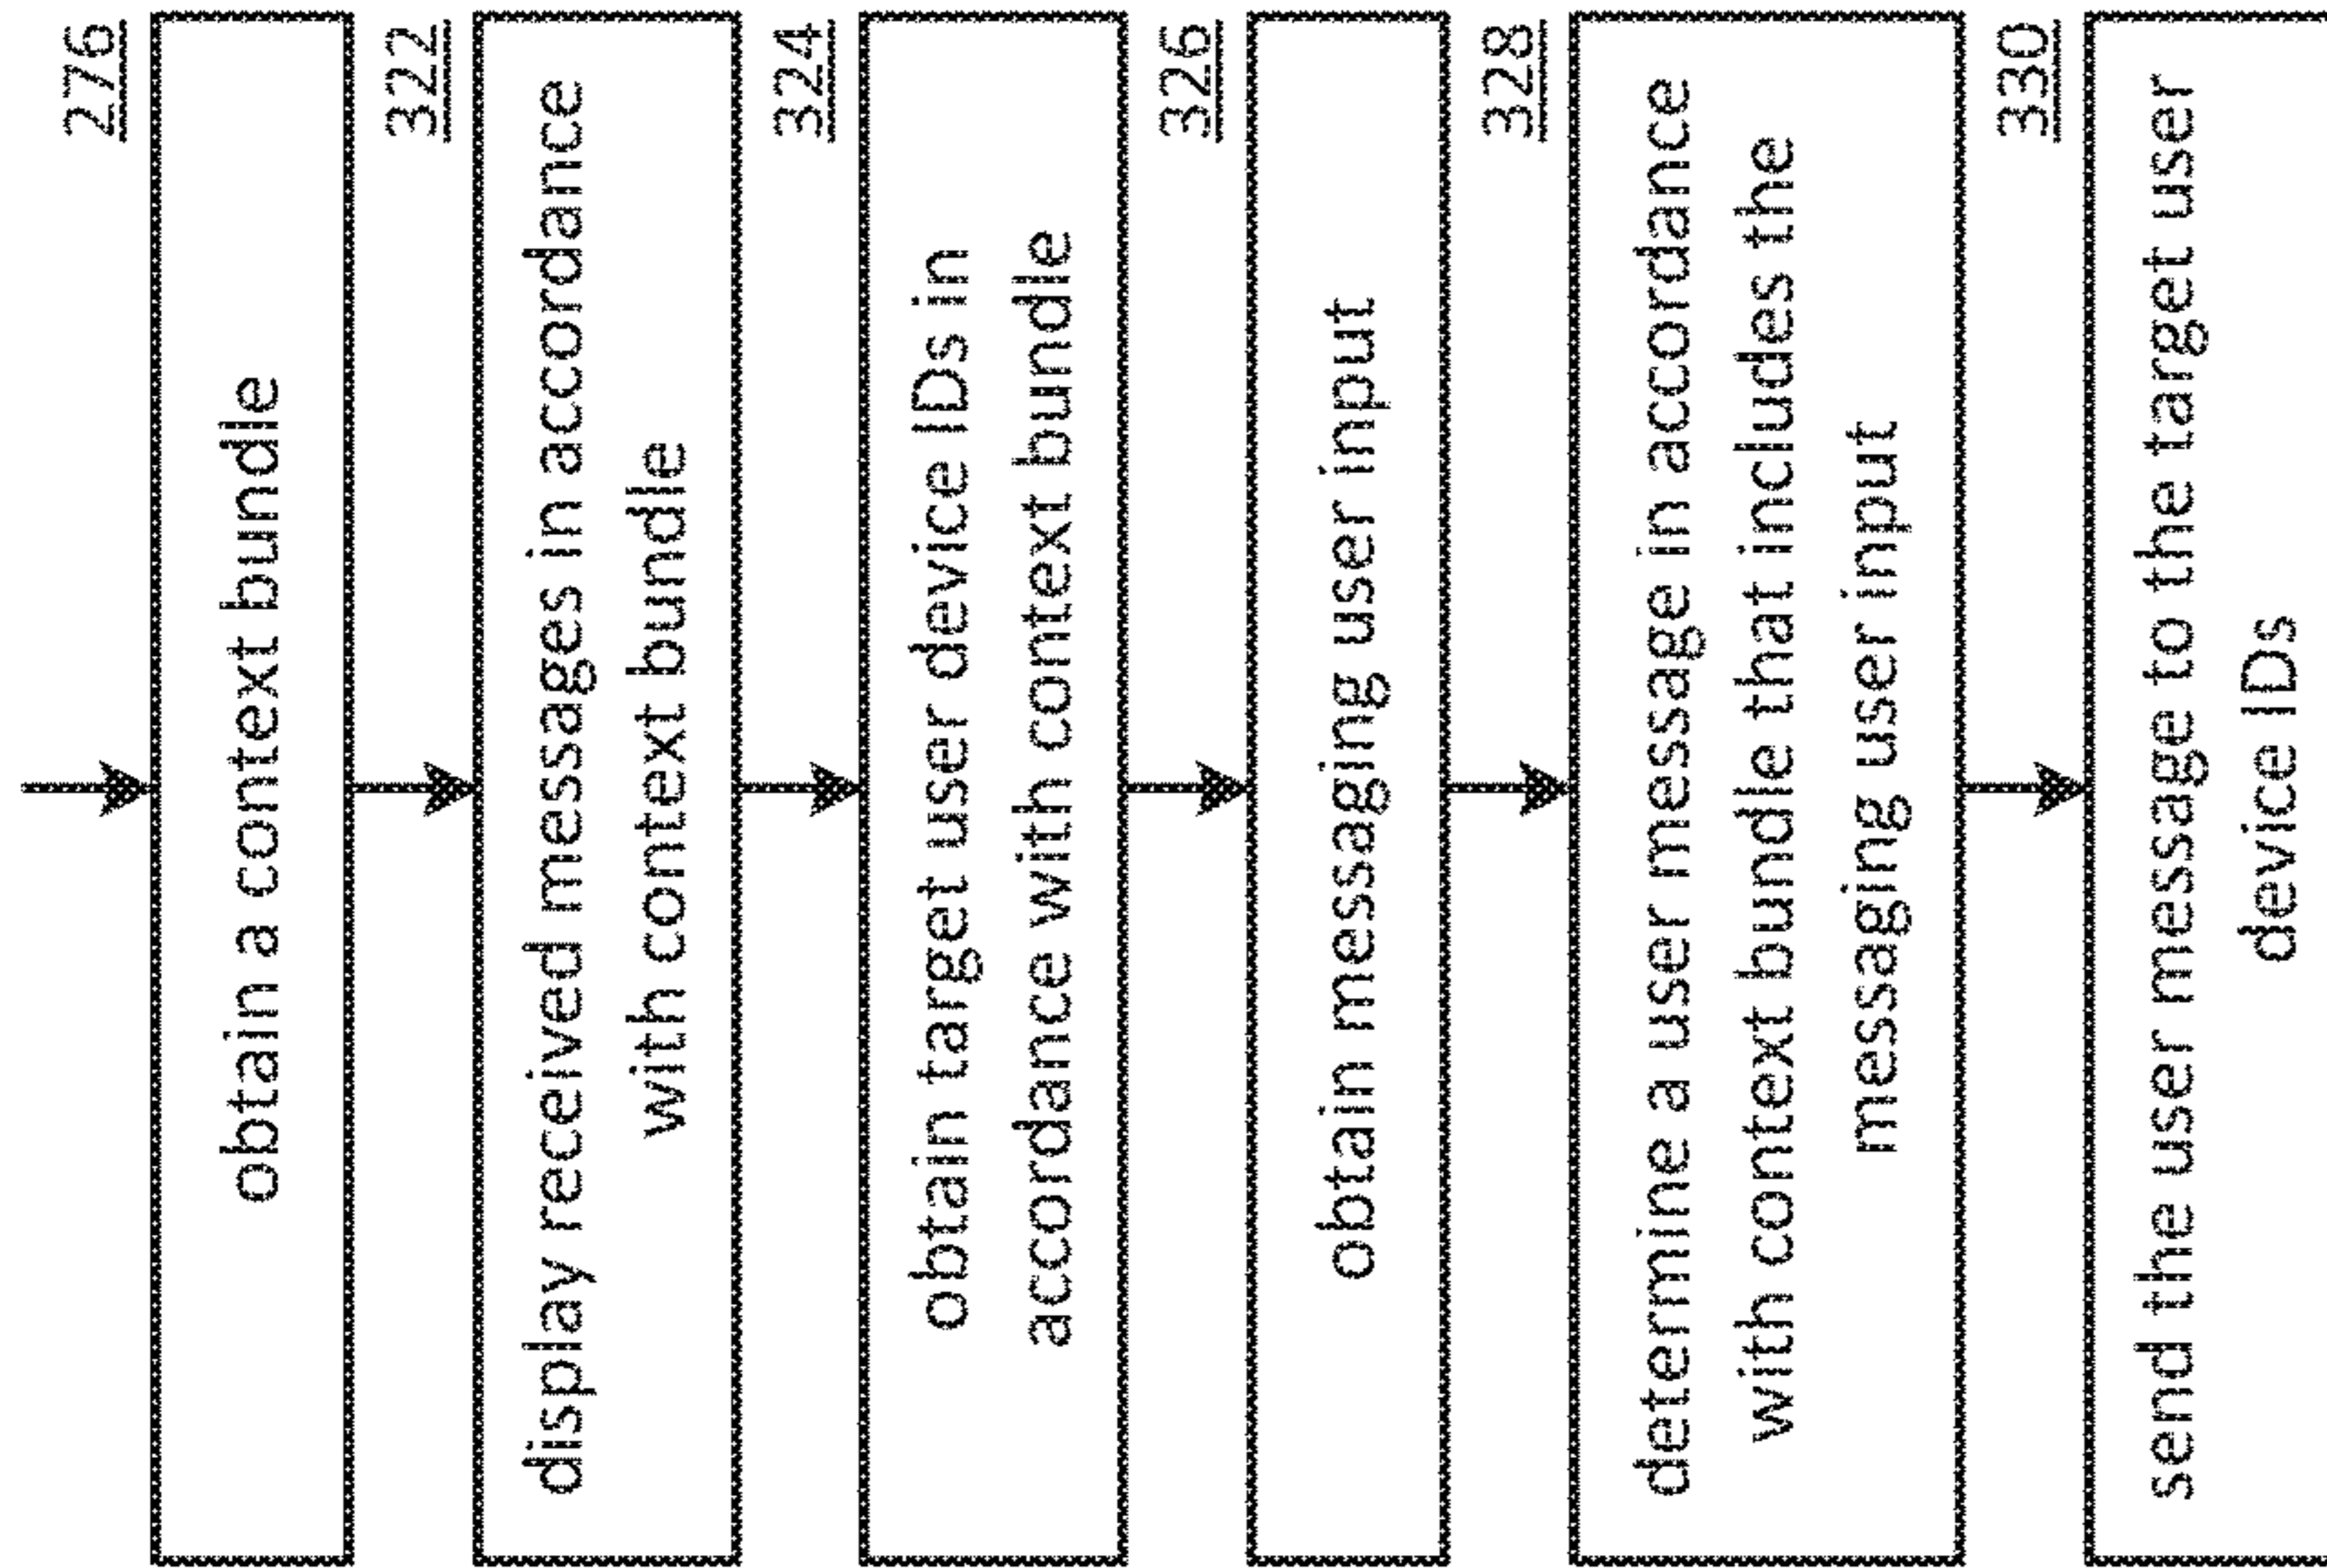 276
obtain a context bundle
322
display received messages in accordance
with context bundle
324
obtain target user device IDs in
accordance with context bundle
326
obtain messaging user input
328
determine a user message in accordance
with context bundle that includes the
messaging user input
330
send the user message to the target user
device IDs